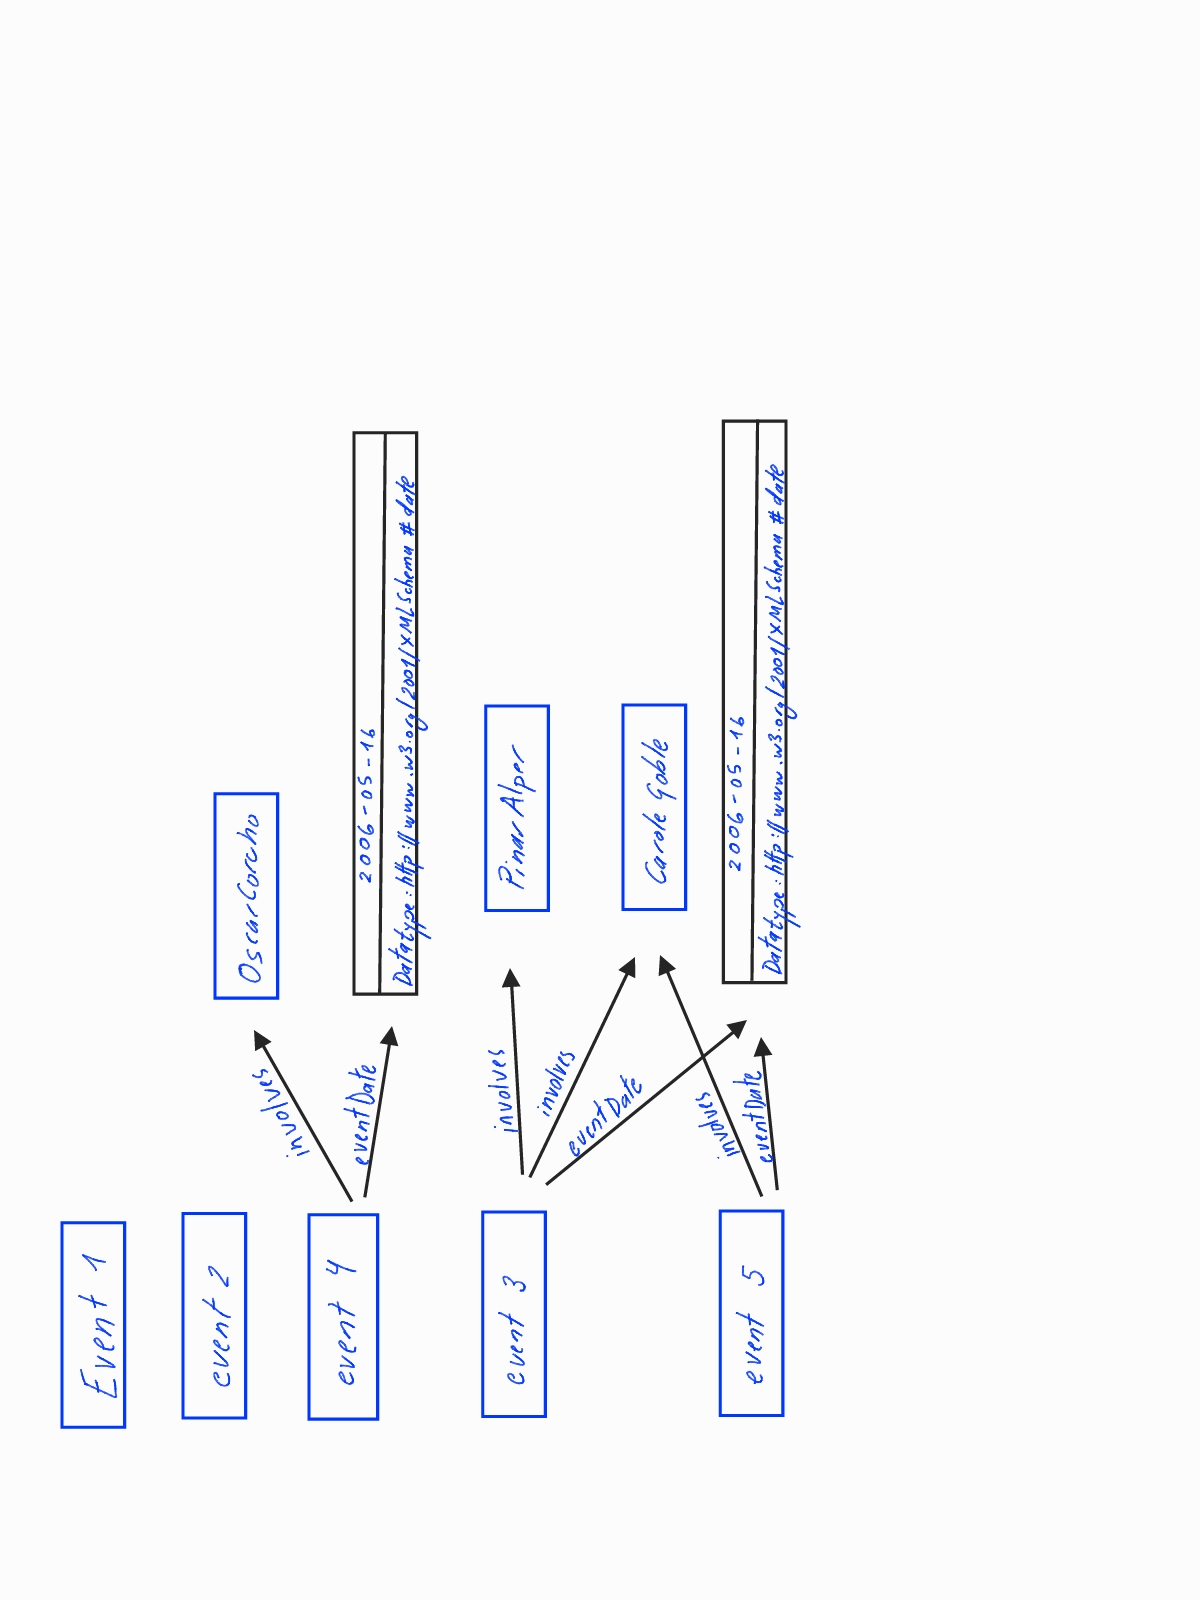 Event 1
event 2
OscarCorcho
involves
event 4
eventDate
2006-05-16
Datatype:http://www.w3.org/2001/XMLSchema#date
event 3
involves
PinarAlper
involves
eventDate
Carole Goble
involves
event 5
eventDate
2006-05-16
Datatype:http://www.w3.org/2001/XMLSchema#date